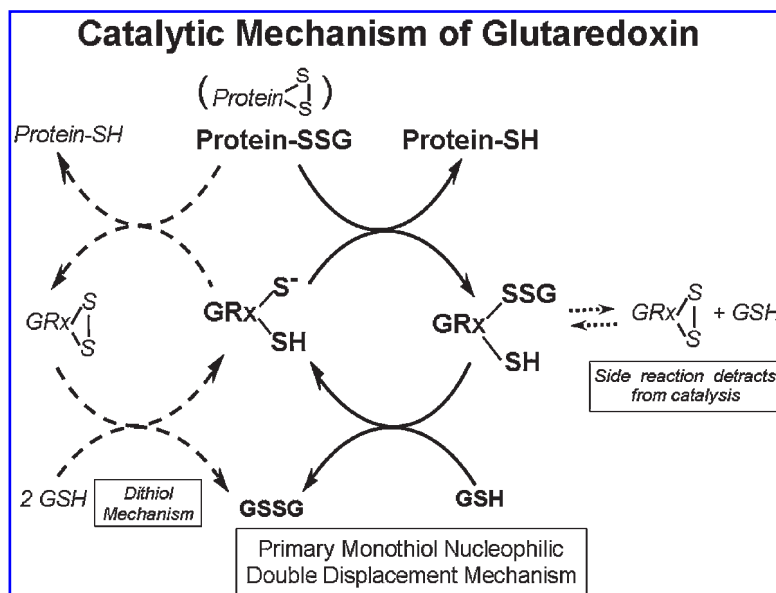 Catalytic Mechanism of Glutaredoxin
(Protein S S)
Protein-SH
Protein-SSG
Protein-SH
GRx S S
GRx S- SH
GRx SSG SH
GRx S S + GSH
Side reaction detracts
from catalysis
2 GSH
Dithiol
Mechanism
GSSG
GSH
Primary Monothiol Nucleophilic
Double Displacement Mechanism